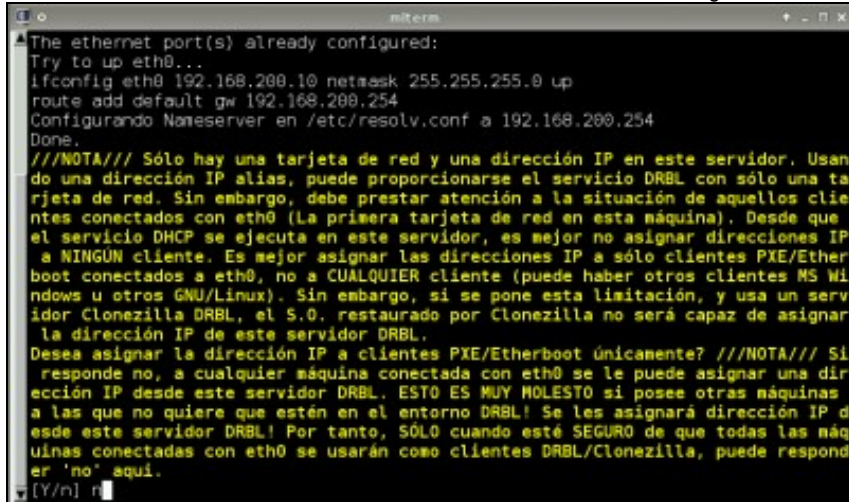 mlterm
The ethernet port(s) already configured:
Try to up eth0...
ifconfig eth0 192.168.200.10 netmask 255.255.255.0 up
route add default gw 192.168.200.254
Configurando Nameserver en /etc/resolv.conf a 192.168.200.254
Done.
///NOTA/// Sólo hay una tarjeta de red y una dirección IP en este servidor. Usan
do una dirección IP alias, puede proporcionarse el servicio DRBL con sólo una ta
rjeta de red. Sin embargo, debe prestar atención a la situación de aquellos clie
ntes conectados con eth0 (La primera tarjeta de red en esta máquina). Desde que
el servicio DHCP se ejecuta en este servidor, es mejor no asignar direcciones IP
a NINGÚN cliente. Es mejor asignar las direcciones IP a sólo clientes PXE/Ether
boot conectados a eth0, no a CUALQUIER cliente (puede haber otros clientes MS Wi
ndows u otros GNU/Linux). Sin embargo, si se pone esta limitación, y usa un serv
idor Clonezilla DRBL, el S.O. restaurado por Clonezilla no será capaz de asignar
la dirección IP de este servidor DRBL.
Desea asignar la dirección IP a clientes PXE/Etherboot únicamente? ///NOTA/// Si
responde no, a cualquier máquina conectada con eth0 se le puede asignar una dir
ección IP desde este servidor DRBL. ESTO ES MUY MOLESTO si posee otras máquinas
a las que no quiere que estén en el entorno DRBL! Se les asignará dirección IP d
esde este servidor DRBL! Por tanto, SÓLO cuando esté SEGURO de que todas las máq
uinas conectadas con eth0 se usarán como clientes DRBL/Clonezilla, puede respond
er 'no' aqui.
[Y/n] n